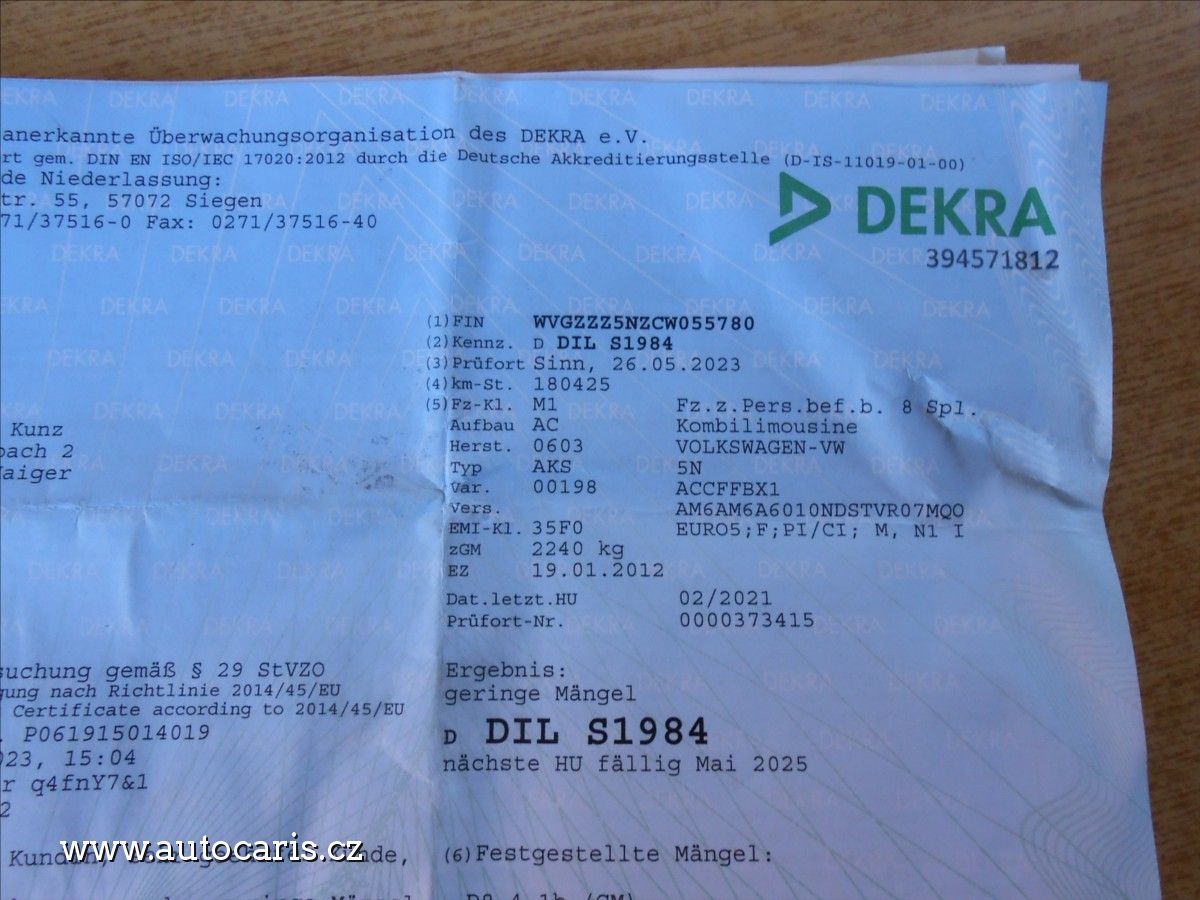 anerkannte Überwachungsorganisation des DEKRA e.V.
rt gem. DIN EN ISO/IEC 17020:2012 durch die Deutsche Akkreditierungsstelle (D-IS-11019-01-00)
de Niederlassung:
tr. 55, 57072 Siegen
71/37516-0 Fax: 0271/37516-40
DEKRA
394571812
(1) FIN WVGZZZ5NZCW055780
(2) Kennz. D DIL S1984
(3) Prüfort Sinn, 26.05.2023
(4) km-St. 180425
(5) Fz-Kl. M1 Fz.z.Pers.bef.b. 8 Spl.
Aufbau AC Kombilimousine
Herst. 0603 VOLKSWAGEN-VW
Typ AKS 5N
Var. 00198 ACCFFBX1
Vers. AM6AM6A6010NDSTVR07MQO
EMI-Kl. 35F0 EURO5;F;PI/CI; M, N1 I
zGM 2240 kg
EZ 19.01.2012
Dat.letzt.HU 02/2021
Prüfort-Nr. 0000373415
Kunz
bach 2
Haiger
suchung gemäß § 29 StVZO
gung nach Richtlinie 2014/45/EU
Certificate according to 2014/45/EU
. P061915014019
023, 15:04
r q4fnY7&1
2
Ergebnis:
geringe Mängel
D DIL S1984
nächste HU fällig Mai 2025
Kunden,
nde,
(6) Festgestellte Mängel:
www.autocaris.cz